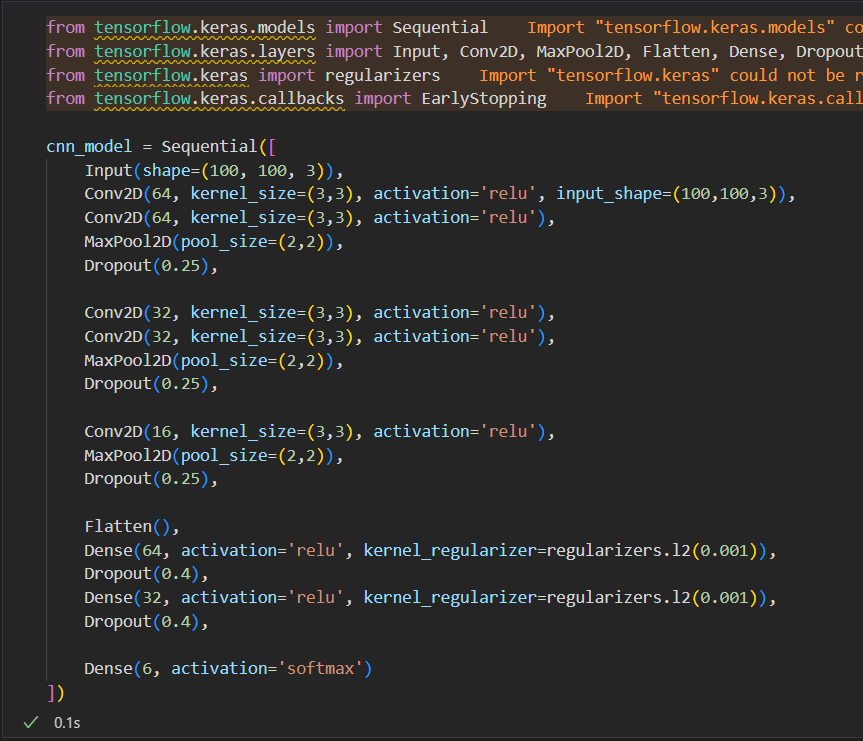 from tensorflow.keras.models import Sequential    Import "tensorflow.keras.models" co
from tensorflow.keras.layers import Input, Conv2D, MaxPool2D, Flatten, Dense, Dropout
from tensorflow.keras import regularizers    Import "tensorflow.keras" could not be r
from tensorflow.keras.callbacks import EarlyStopping    Import "tensorflow.keras.call
cnn_model = Sequential([
    Input(shape=(100, 100, 3)),
    Conv2D(64, kernel_size=(3,3), activation='relu', input_shape=(100,100,3)),
    Conv2D(64, kernel_size=(3,3), activation='relu'),
    MaxPool2D(pool_size=(2,2)),
    Dropout(0.25),
    Conv2D(32, kernel_size=(3,3), activation='relu'),
    Conv2D(32, kernel_size=(3,3), activation='relu'),
    MaxPool2D(pool_size=(2,2)),
    Dropout(0.25),
    Conv2D(16, kernel_size=(3,3), activation='relu'),
    MaxPool2D(pool_size=(2,2)),
    Dropout(0.25),
    Flatten(),
    Dense(64, activation='relu', kernel_regularizer=regularizers.l2(0.001)),
    Dropout(0.4),
    Dense(32, activation='relu', kernel_regularizer=regularizers.l2(0.001)),
    Dropout(0.4),
    Dense(6, activation='softmax')
])
0.1s